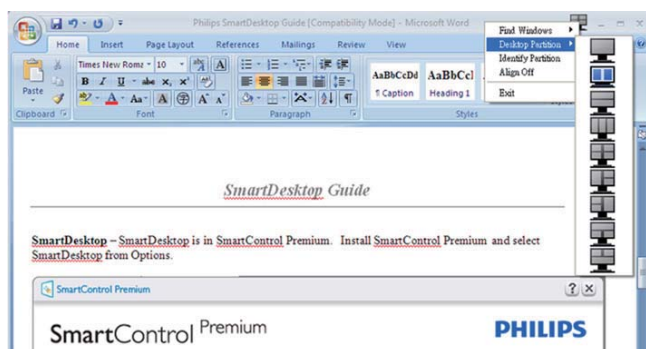 Philips SmartDesktop Guide [Compatibility Mode] - Microsoft Word
Home Insert Page Layout References Mailings Review View
Find Windows
Desktop Partition
Identify Partition
Align Off
Exit
Times New Roma 10
B I U abe x, x²
Paste
AaBbCcDd AaBbCcI
¶ Caption Heading 1
Clipboard Font Paragraph Styles
SmartDesktop Guide
SmartDesktop – SmartDesktop is in SmartControl Premium. Install SmartControl Premium and select
SmartDesktop from Options.
SmartControl Premium
SmartControl Premium
PHILIPS